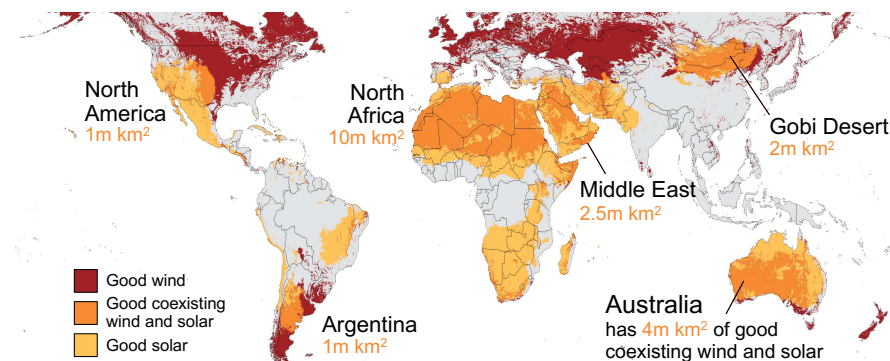 North
America
1m km²
North
Africa
10m km²
Gobi Desert
2m km²
Middle East
2.5m km²
Good wind
Good coexisting
wind and solar
Good solar
Argentina
1m km²
Australia
has 4m km² of good
coexisting wind and solar